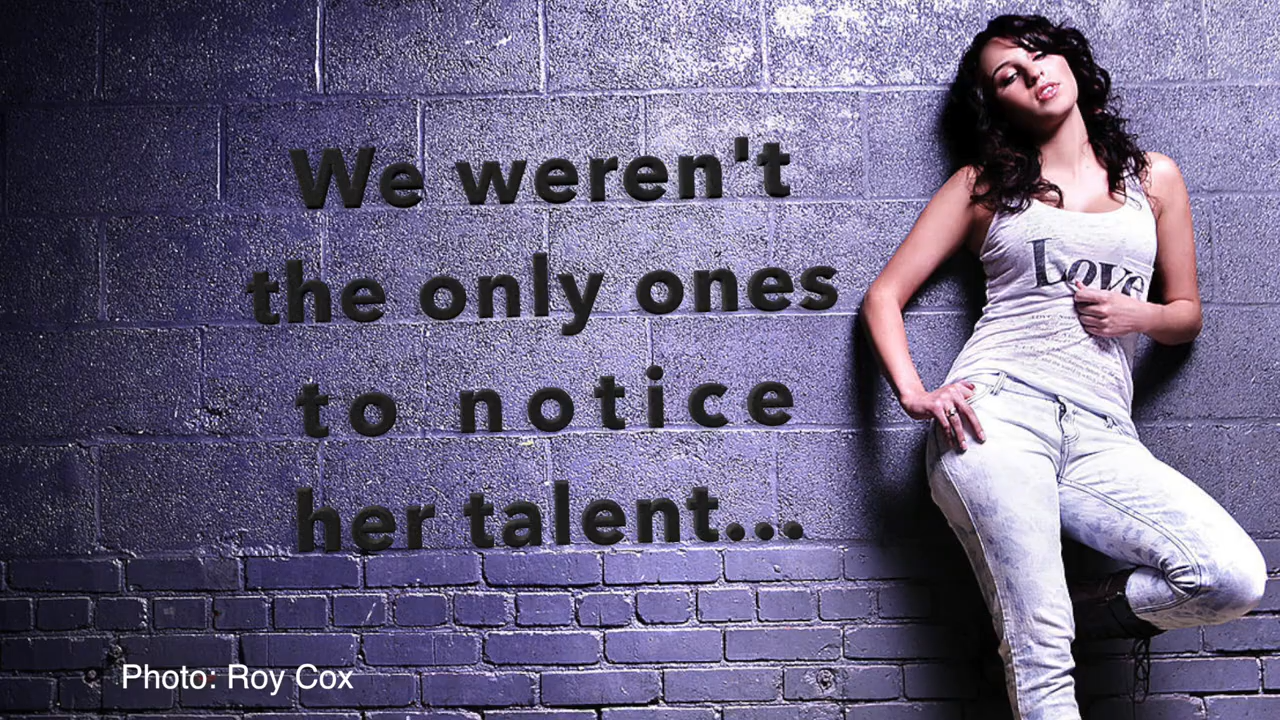 We weren't
the only ones
to notice
her talent...
Love
Photo: Roy Cox